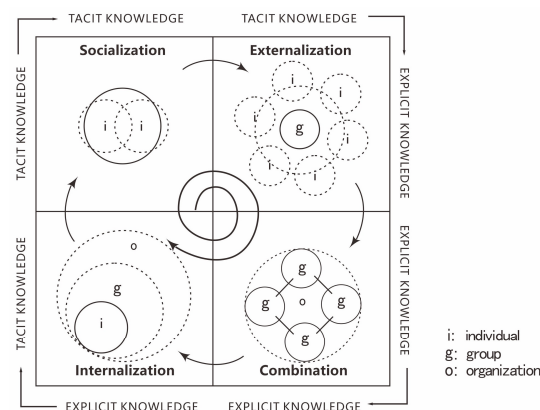 TACIT KNOWLEDGE
TACIT KNOWLEDGE
Socialization
Externalization
TACIT KNOWLEDGE
EXPLICIT KNOWLEDGE
i
i
i
i
i
i
i
i
g
TACIT KNOWLEDGE
EXPLICIT KNOWLEDGE
o
g
i
g
g
o
g
g
Internalization
Combination
EXPLICIT KNOWLEDGE
EXPLICIT KNOWLEDGE
i: individual
g: group
o: organization